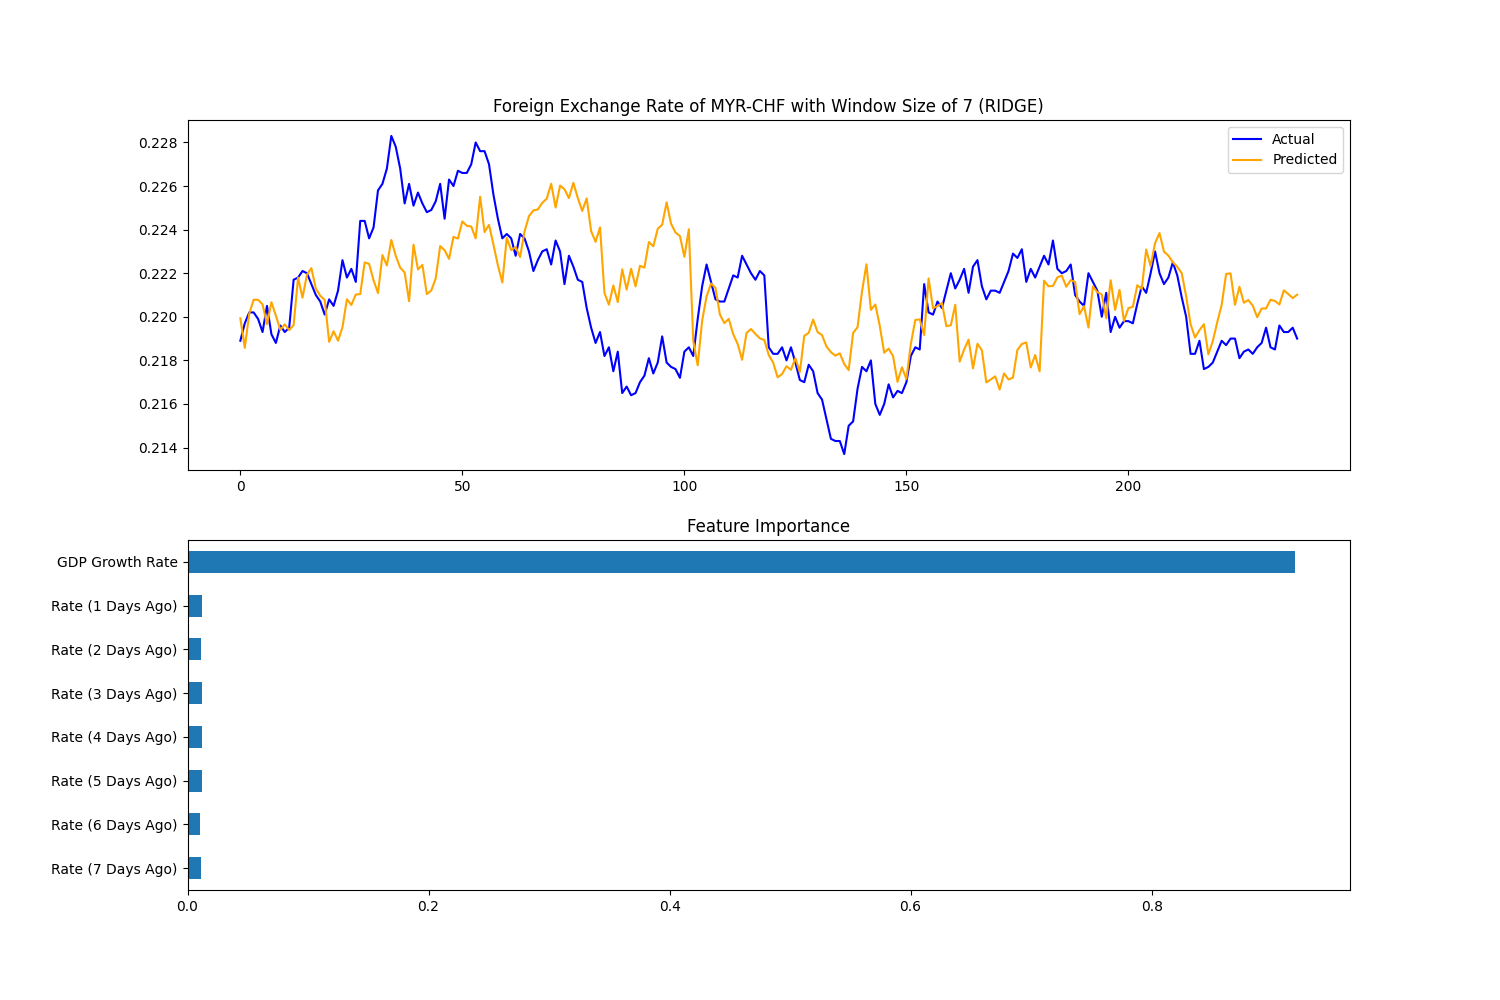 Foreign Exchange Rate of MYR-CHF with Window Size of 7 (RIDGE)
Actual
Predicted
0.228
0.226
0.224
0.222
0.220
0.218
0.216
0.214
0 50 100 150 200
Feature Importance
GDP Growth Rate
Rate (1 Days Ago)
Rate (2 Days Ago)
Rate (3 Days Ago)
Rate (4 Days Ago)
Rate (5 Days Ago)
Rate (6 Days Ago)
Rate (7 Days Ago)
0.0 0.2 0.4 0.6 0.8